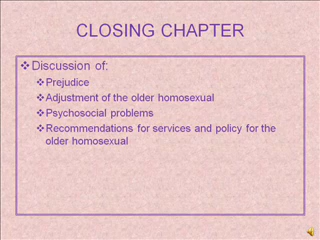 CLOSING CHAPTER
Discussion of:
Prejudice
Adjustment of the older homosexual
Psychosocial problems
Recommendations for services and policy for the
older homosexual